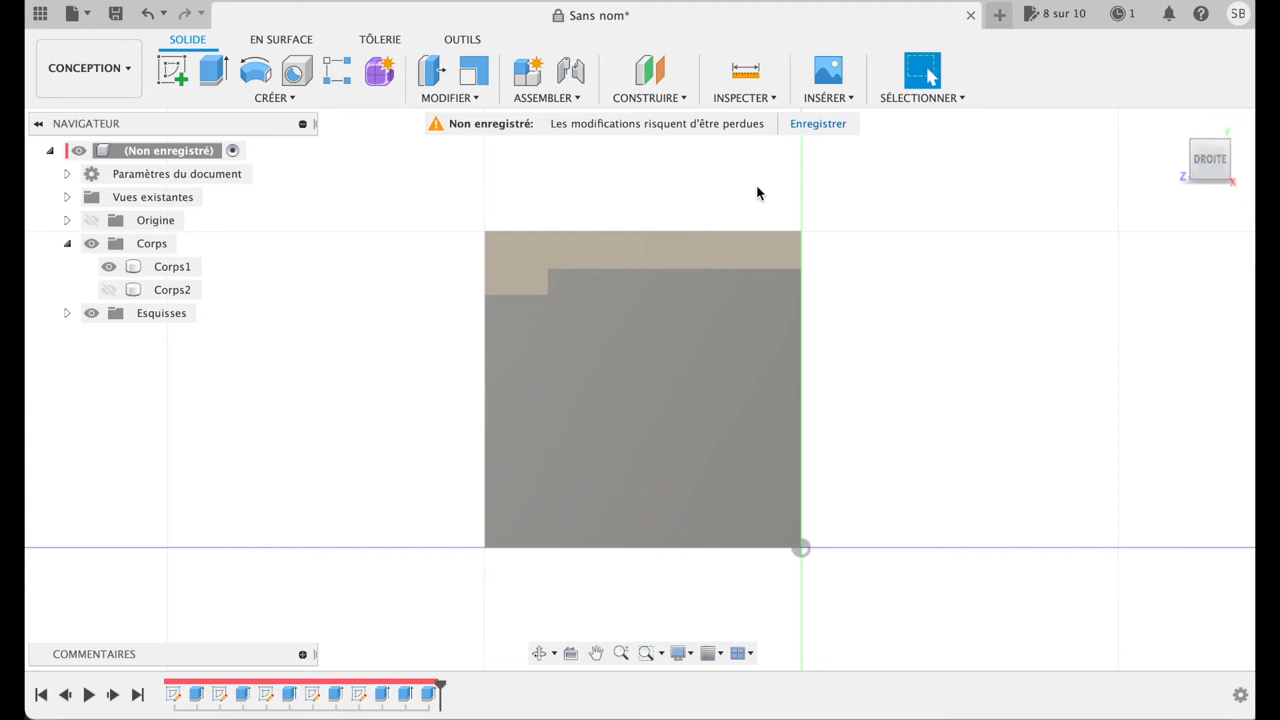 Sans nom*
8 sur 10
1
SB
CONCEPTION
SOLIDE
EN SURFACE
TÔLERIE
OUTILS
CRÉER
MODIFIER
ASSEMBLER
CONSTRUIRE
INSPECTER
INSÉRER
SÉLECTIONNER
NAVIGATEUR
Non enregistré: Les modifications risquent d'être perdues Enregistrer
(Non enregistré)
Paramètres du document
Vues existantes
Origine
Corps
Corps1
Corps2
Esquisses
DROITE
Y
Z
X
COMMENTAIRES